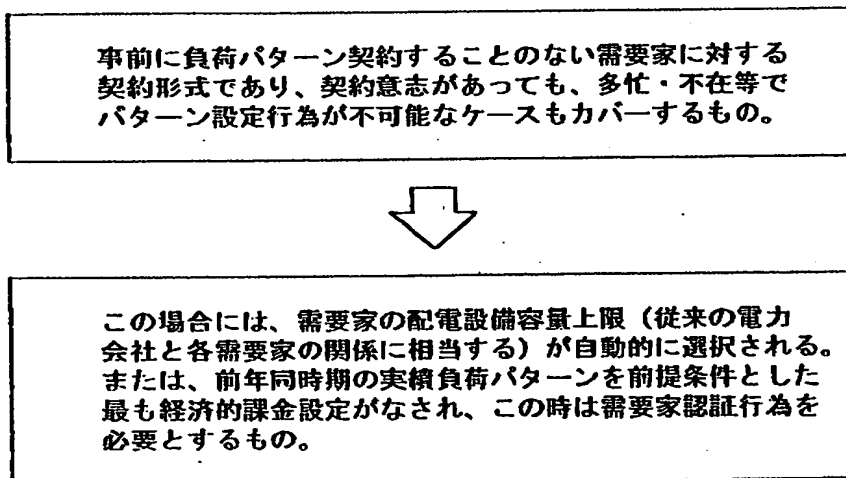 事前に負荷パターン契約することのない需要家に対する
契約形式であり、契約意志があっても、多忙・不在等で
パターン設定行為が不可能なケースもカバーするもの。
この場合には、需要家の配電設備容量上限（従来の電力
会社と各需要家の関係に相当する）が自動的に選択される。
または、前年同時期の実績負荷パターンを前提条件とした
最も経済的課金設定がなされ、この時は需要家認証行為を
必要とするもの。